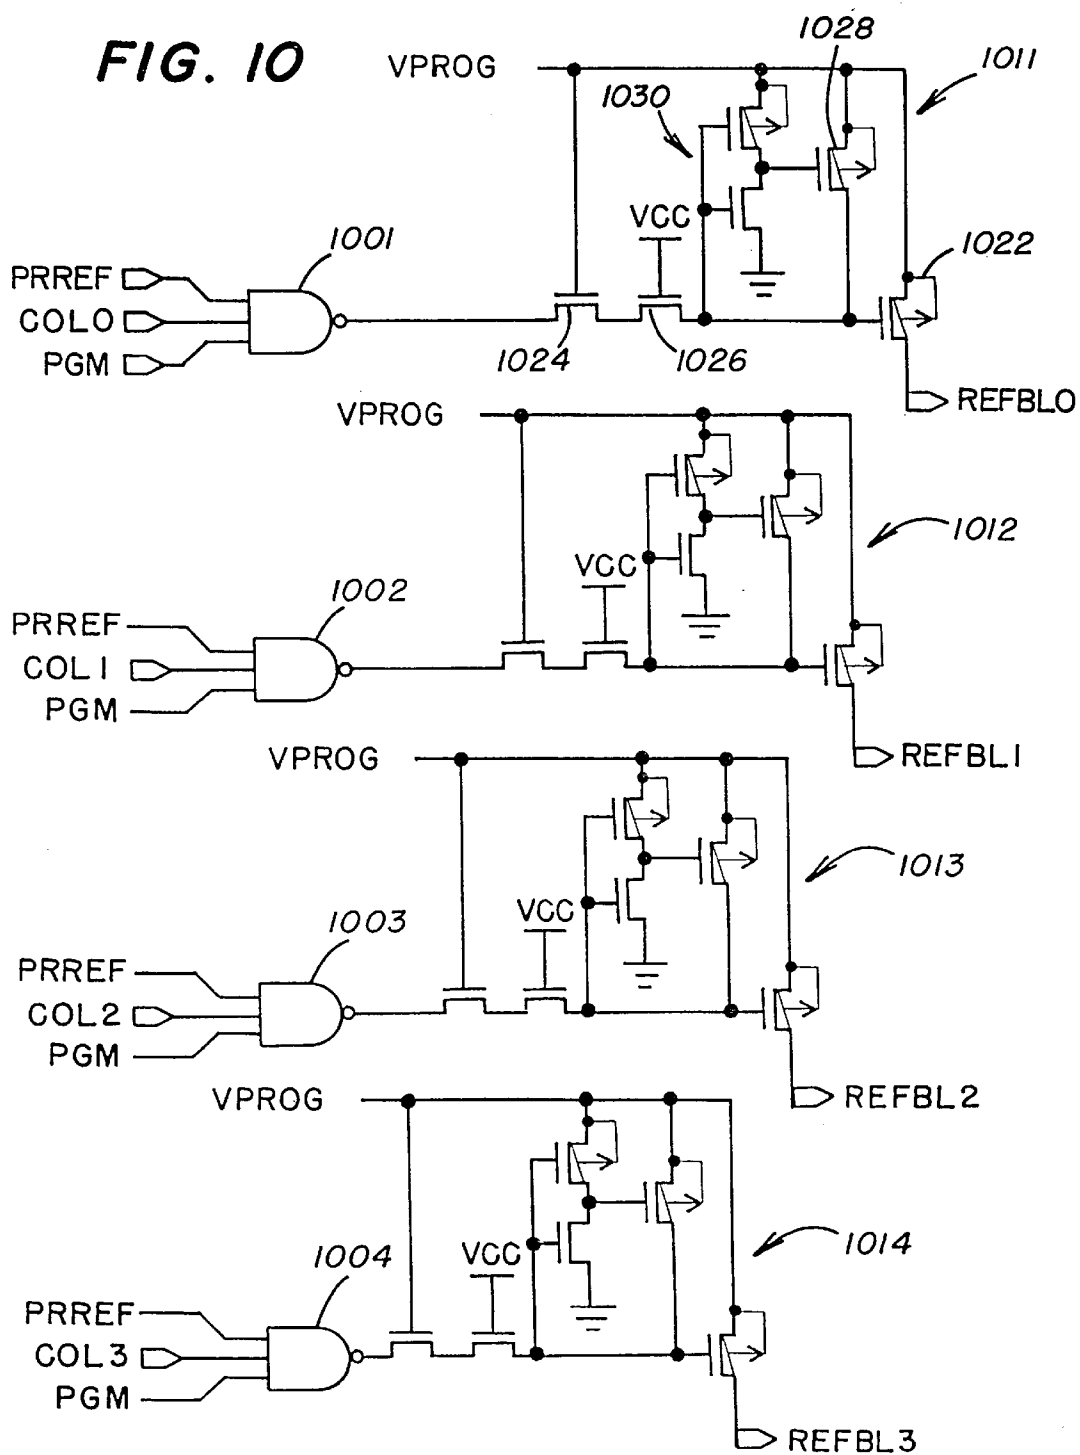 FIG. 10
VPROG
1028
1011
1030
VCC
1022
1001
PRREF
COL0
PGM
1024
1026
REFBL0
VPROG
1012
VCC
1002
PRREF
COL1
PGM
REFBL1
VPROG
1013
VCC
1003
PRREF
COL2
PGM
REFBL2
VPROG
1014
VCC
1004
PRREF
COL3
PGM
REFBL3